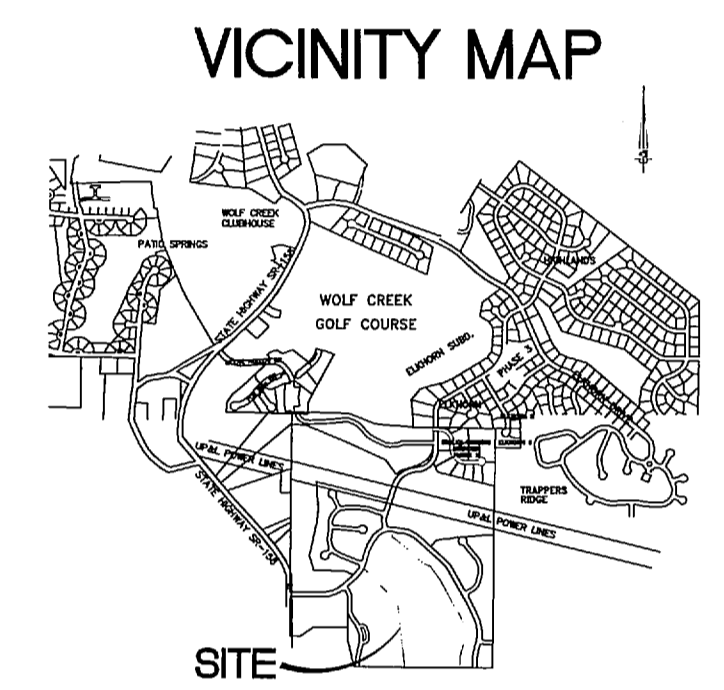 VICINITY MAP
WOLF CREEK
CLUBHOUSE
PATIO SPRINGS
STATE HIGHWAY SR-158
HIGHLANDS
WOLF CREEK
GOLF COURSE
ELKHORN SUBD.
PHASE 3
ELKHORN
UP&L POWER LINES
TRAPPERS
RIDGE
STATE HIGHWAY SR-158
UP&L POWER LINES
SITE